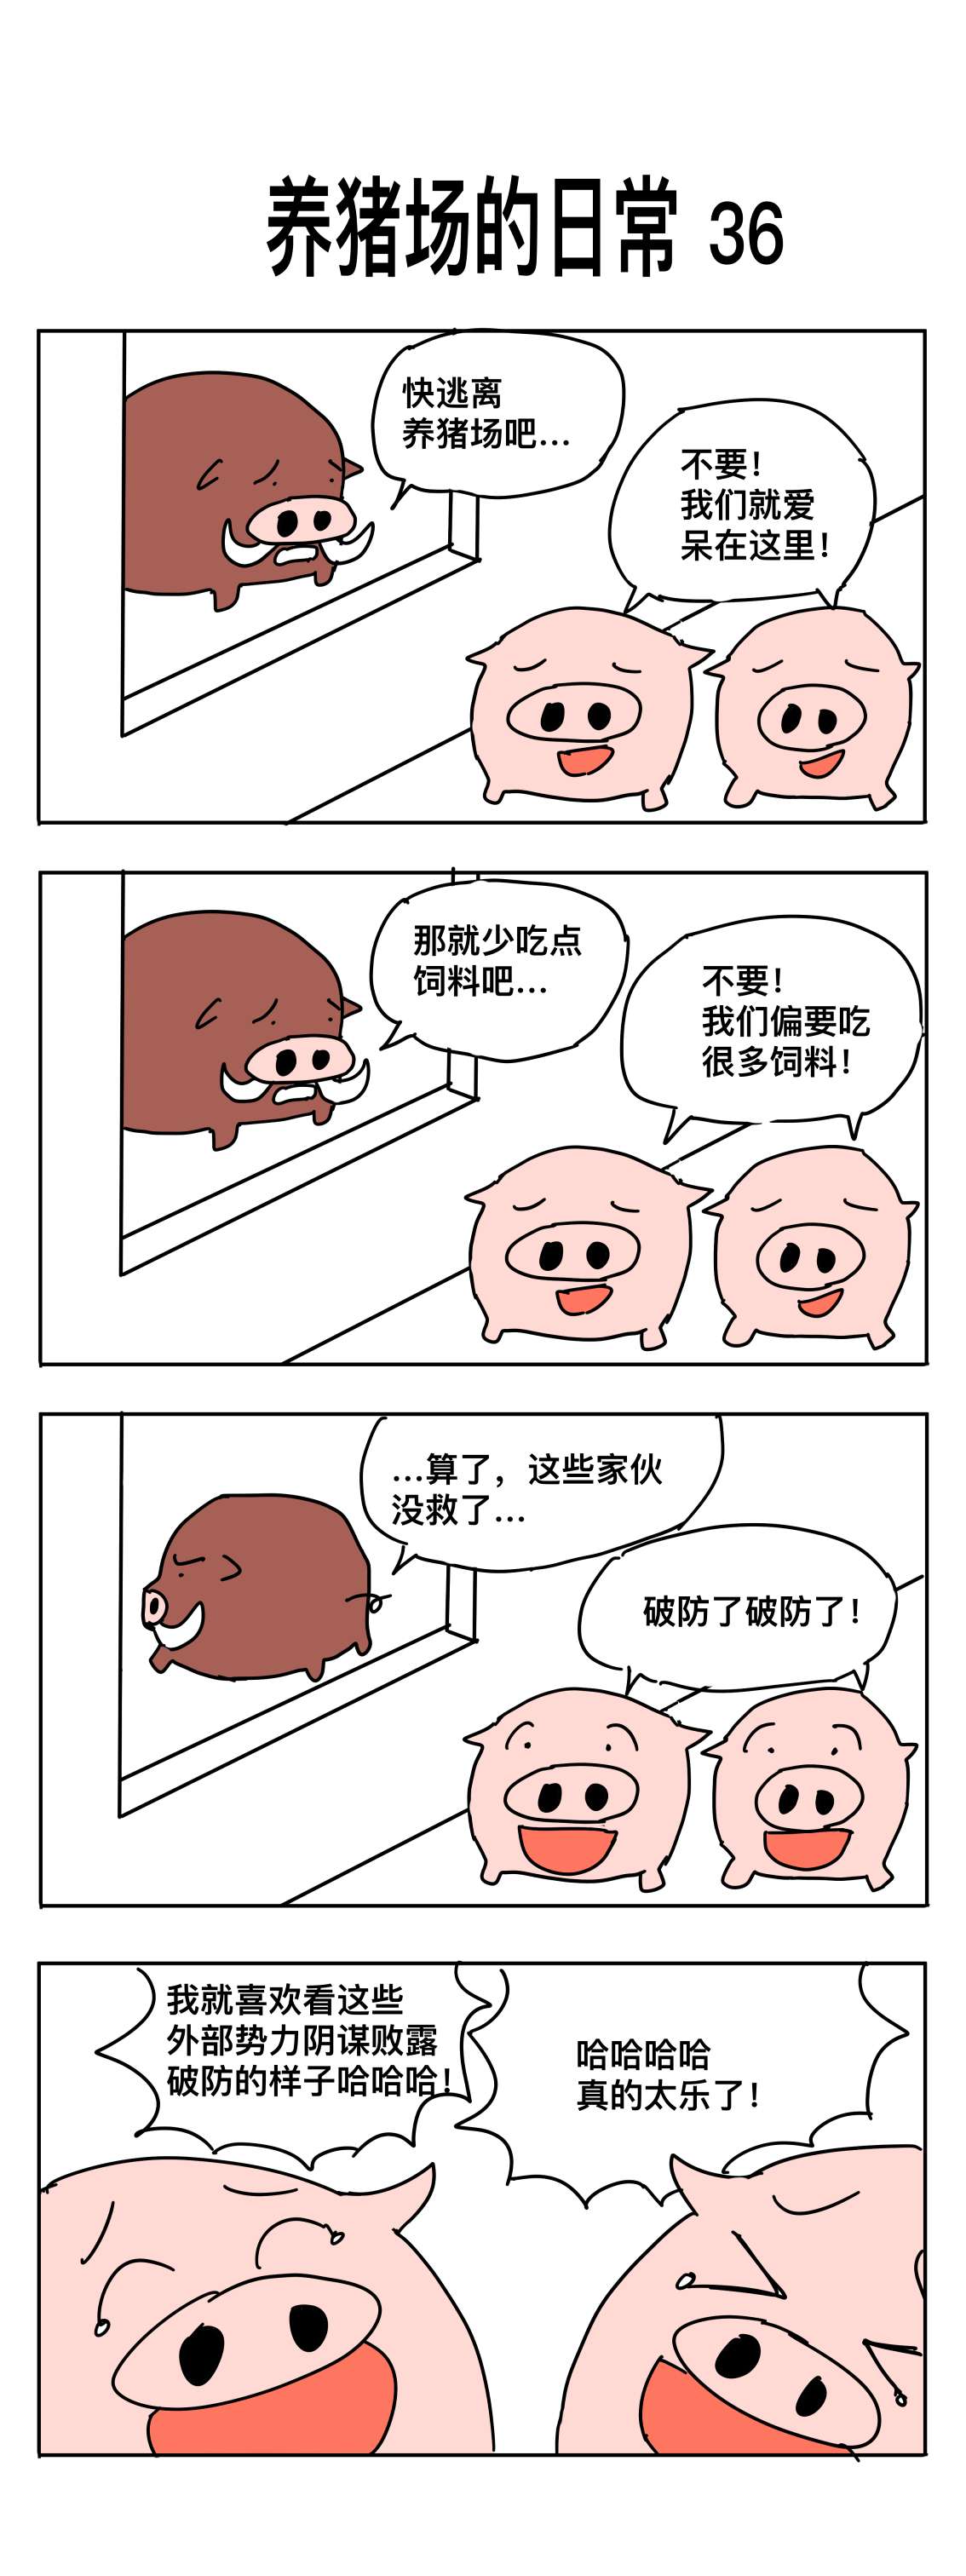 养猪场的日常 36
快逃离
养猪场吧...
不要！
我们就爱
呆在这里！
那就少吃点
饲料吧...
不要！
我们偏要吃
很多饲料！
...算了，这些家伙
没救了...
破防了破防了！
我就喜欢看这些
外部势力阴谋败露
破防的样子哈哈哈！
哈哈哈哈
真的太乐了！